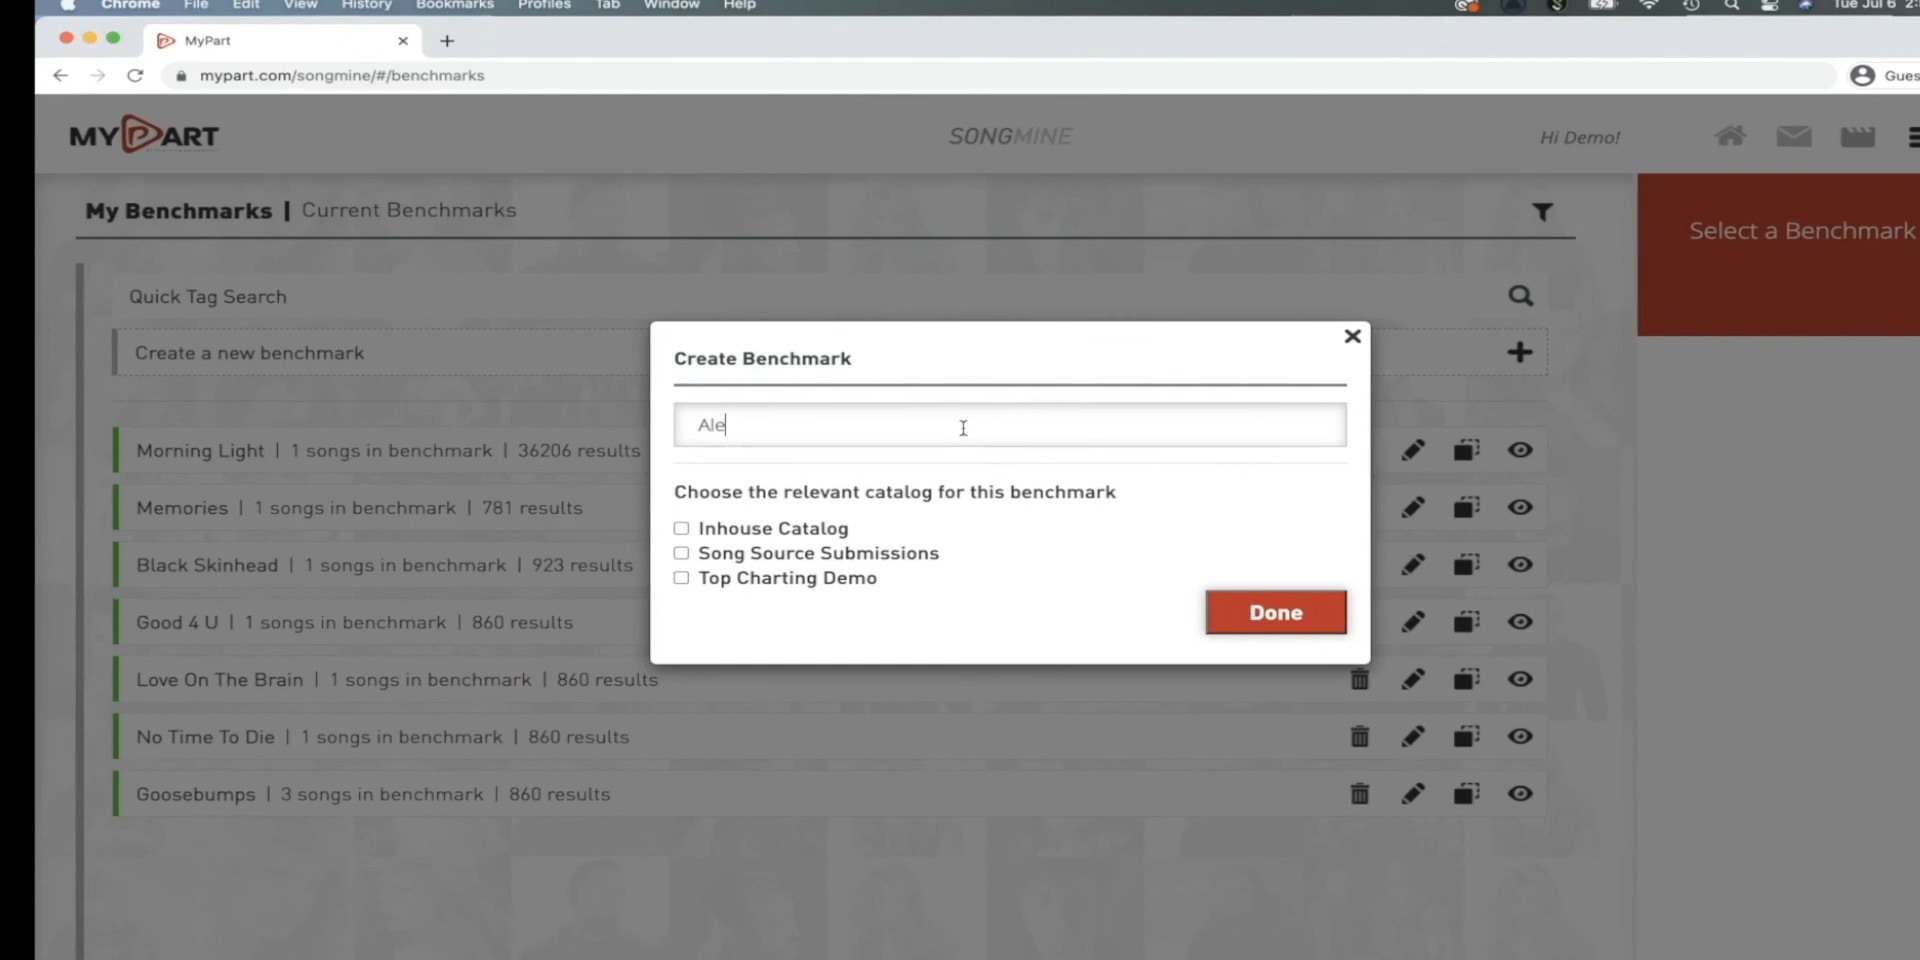 Chrome File Edit View History Bookmarks Profiles Tab Window Help Tue Jul 6
MyPart
mypart.com/songmine/#/benchmarks
MYPART
SONGMINE
Hi Demo!
My Benchmarks | Current Benchmarks
Select a Benchmark
Quick Tag Search
Create a new benchmark
Create Benchmark
Ale
Choose the relevant catalog for this benchmark
Inhouse Catalog
Song Source Submissions
Top Charting Demo
Done
Morning Light | 1 songs in benchmark | 36206 results
Memories | 1 songs in benchmark | 781 results
Black Skinhead | 1 songs in benchmark | 923 results
Good 4 U | 1 songs in benchmark | 860 results
Love On The Brain | 1 songs in benchmark | 860 results
No Time To Die | 1 songs in benchmark | 860 results
Goosebumps | 3 songs in benchmark | 860 results